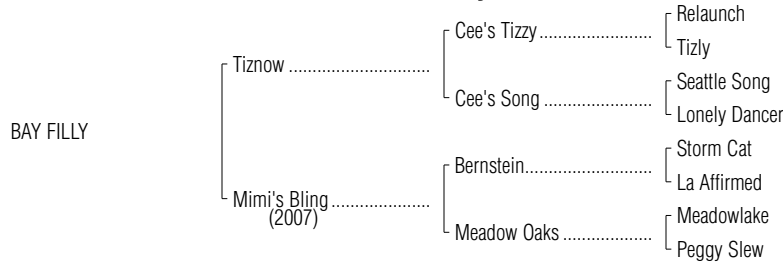 Relaunch
Cee's Tizzy
Tizly
Tiznow
Seattle Song
Cee's Song
Lonely Dancer
BAY FILLY
Storm Cat
Bernstein
La Affirmed
Mimi's Bling
(2007)
Meadowlake
Meadow Oaks
Peggy Slew